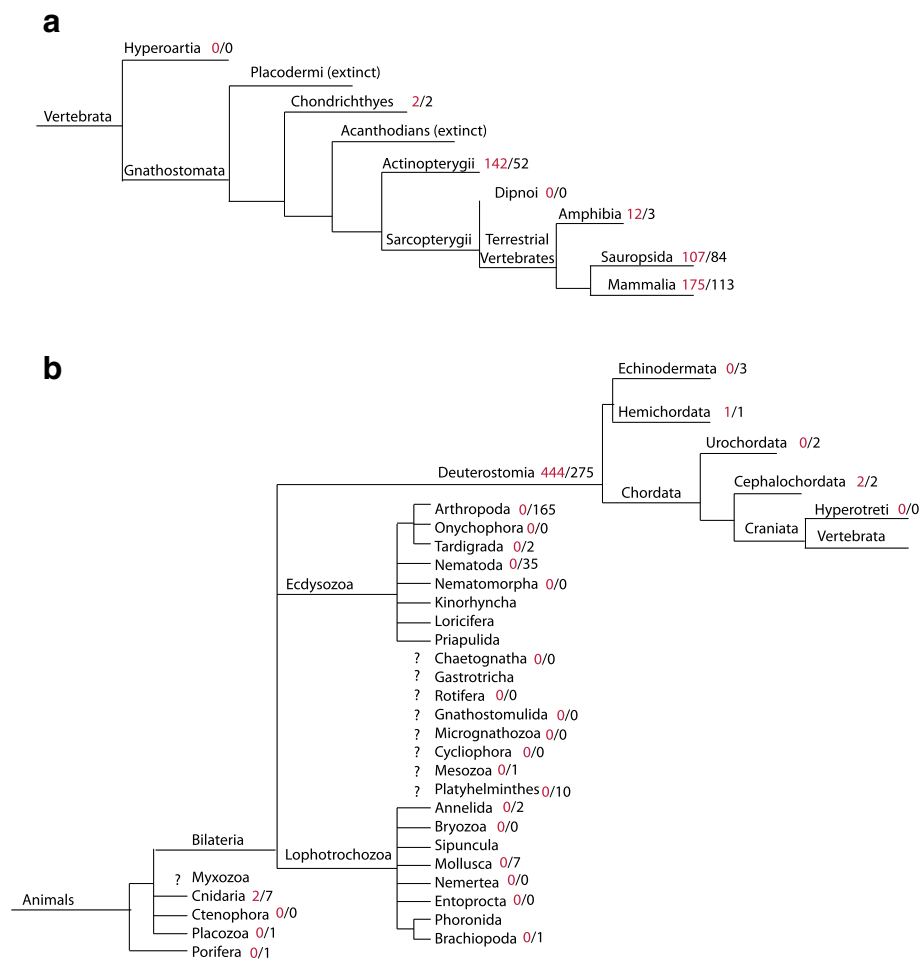 a
Hyperoartia 0/0
Placodermi (extinct)
Chondrichthyes 2/2
Vertebrata
Acanthodians (extinct)
Gnathostomata
Actinopterygii 142/52
Dipnoi 0/0
Amphibia 12/3
Sarcopterygii
Terrestrial
Vertebrates
Sauropsida 107/84
Mammalia 175/113
b
Echinodermata 0/3
Hemichordata 1/1
Urochordata 0/2
Deuterostomia 444/275
Cephalochordata 2/2
Chordata
Hyperotreti 0/0
Craniata
Vertebrata
Arthropoda 0/165
Onychophora 0/0
Tardigrada 0/2
Nematoda 0/35
Ecdysozoa
Nematomorpha 0/0
Kinorhyncha
Loricifera
Priapulida
? Chaetognatha 0/0
? Gastrotricha
? Rotifera 0/0
? Gnathostomulida 0/0
? Micrognathozoa 0/0
? Cycliophora 0/0
? Mesozoa 0/1
? Platyhelminthes 0/10
Annelida 0/2
Bryozoa 0/0
Bilateria
Sipuncula
Lophotrochozoa
Mollusca 0/7
? Myxozoa
Nemertea 0/0
Cnidaria 2/7
Animals
Entoprocta 0/0
Ctenophora 0/0
Phoronida
Placozoa 0/1
Brachiopoda 0/1
Porifera 0/1